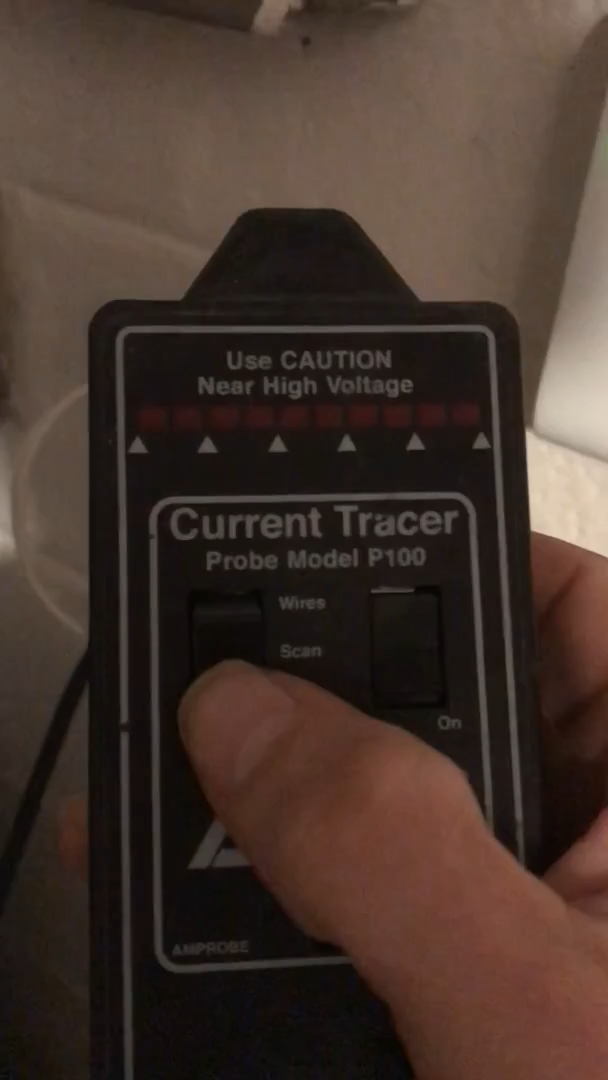 Use CAUTION
Near High Voltage
Current Tracer
Probe Model P100
Wires
Scan
On
AMPROBE